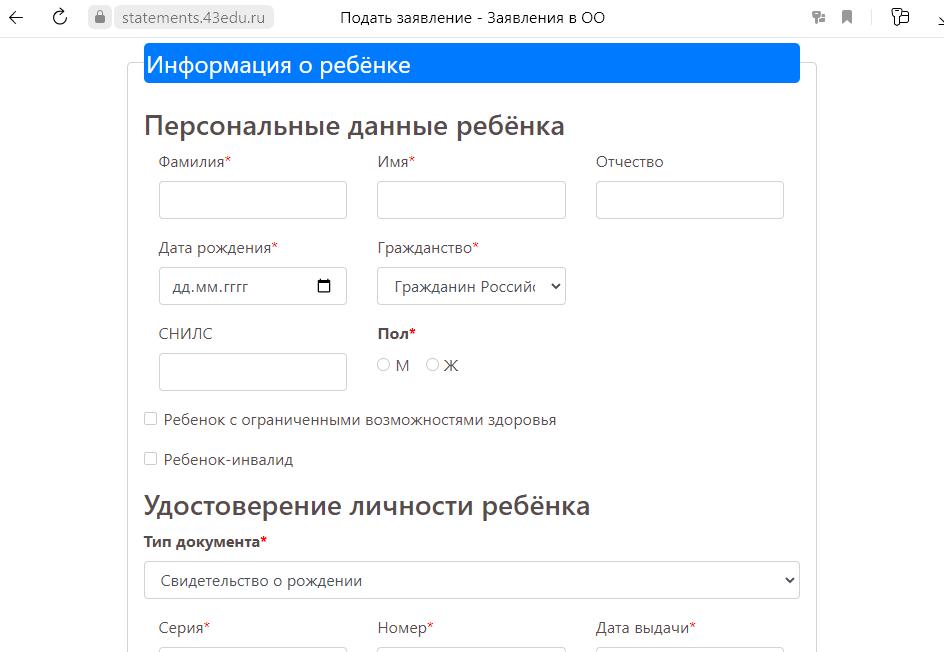 statements.43edu.ru Подать заявление - Заявления в ОО
Информация о ребёнке
Персональные данные ребёнка
Фамилия* Имя* Отчество
Дата рождения* Гражданство*
дд.мм.гггг Гражданин Российс
СНИЛС Пол*
М Ж
Ребенок с ограниченными возможностями здоровья
Ребенок-инвалид
Удостоверение личности ребёнка
Тип документа*
Свидетельство о рождении
Серия* Номер* Дата выдачи*